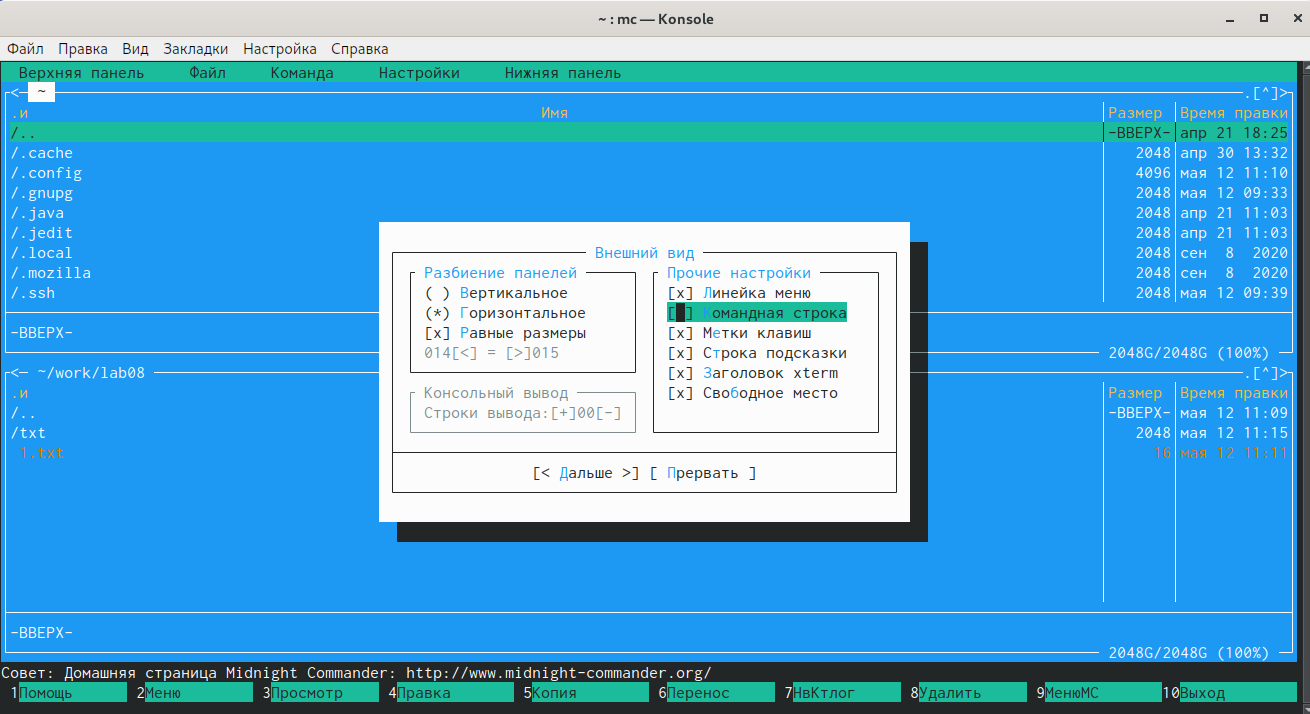 ~ : mc — Konsole
Файл Правка Вид Закладки Настройка Справка
Верхняя панель Файл Команда Настройки Нижняя панель
<─ ~ .[^]>
.и Имя Размер Время правки
/.. -ВВЕРХ- апр 21 18:25
/.cache 2048 апр 30 13:32
/.config 4096 мая 12 11:10
/.gnupg 2048 мая 12 09:33
/.java 2048 апр 21 11:03
/.jedit 2048 апр 21 11:03
/.local 2048 сен 8 2020
/.mozilla 2048 сен 8 2020
/.ssh 2048 мая 12 09:39
-ВВЕРХ-
2048G/2048G (100%)
<─ ~/work/lab08 .[^]>
.и Размер Время правки
/.. -ВВЕРХ- мая 12 11:09
/txt 2048 мая 12 11:15
1.txt 16 мая 12 11:11
-ВВЕРХ-
2048G/2048G (100%)
Внешний вид
Разбиение панелей
( ) Вертикальное
(*) Горизонтальное
[x] Равные размеры
014[<] = [>]015
Консольный вывод
Строки вывода:[+]00[-]
Прочие настройки
[x] Линейка меню
[ ] Командная строка
[x] Метки клавиш
[x] Строка подсказки
[x] Заголовок xterm
[x] Свободное место
[< Дальше >] [ Прервать ]
Совет: Домашняя страница Midnight Commander: http://www.midnight-commander.org/
1Помощь 2Меню 3Просмотр 4Правка 5Копия 6Перенос 7НвКтлог 8Удалить 9МенюМС 10Выход